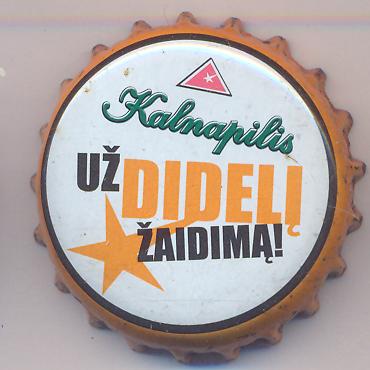 Kalnapilis
UŽ DIDELĮ
ŽAIDIMĄ!